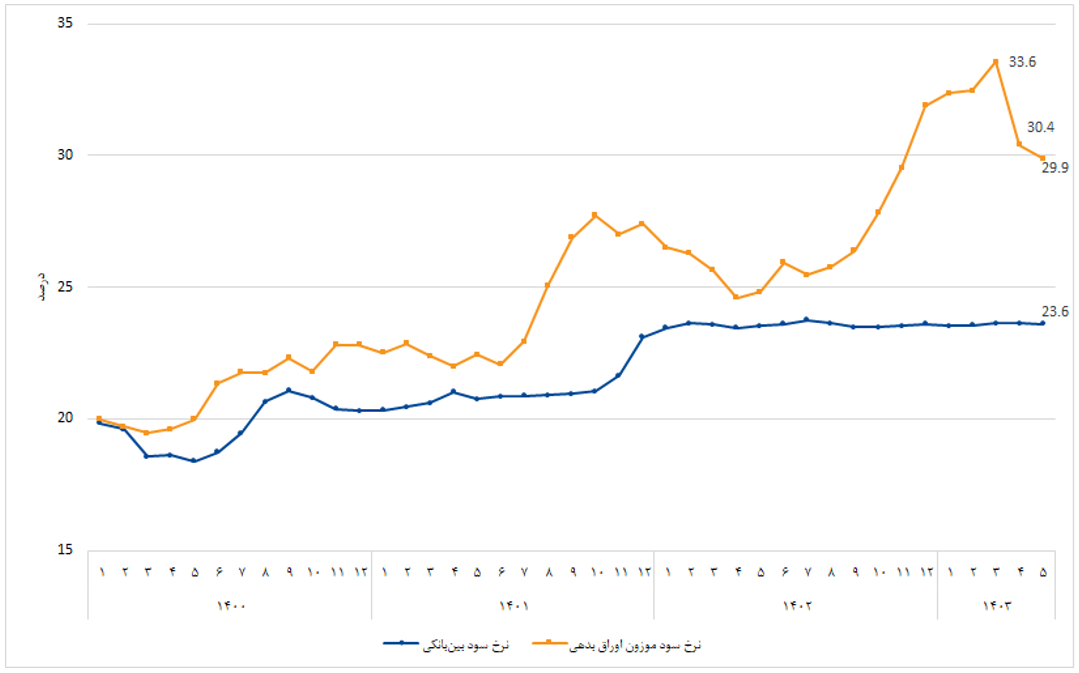 35
33.6
30.4
30
29.9
درصد
25
23.6
20
15
۱ ۲ ۳ ۴ ۵ ۶ ۷ ۸ ۹ ۱۰ ۱۱ ۱۲ ۱ ۲ ۳ ۴ ۵ ۶ ۷ ۸ ۹ ۱۰ ۱۱ ۱۲ ۱ ۲ ۳ ۴ ۵ ۶ ۷ ۸ ۹ ۱۰ ۱۱ ۱۲ ۱ ۲ ۳ ۴ ۵
۱۴۰۰ ۱۴۰۱ ۱۴۰۲ ۱۴۰۳
نرخ سود بین‌بانکی
نرخ سود موزون اوراق بدهی